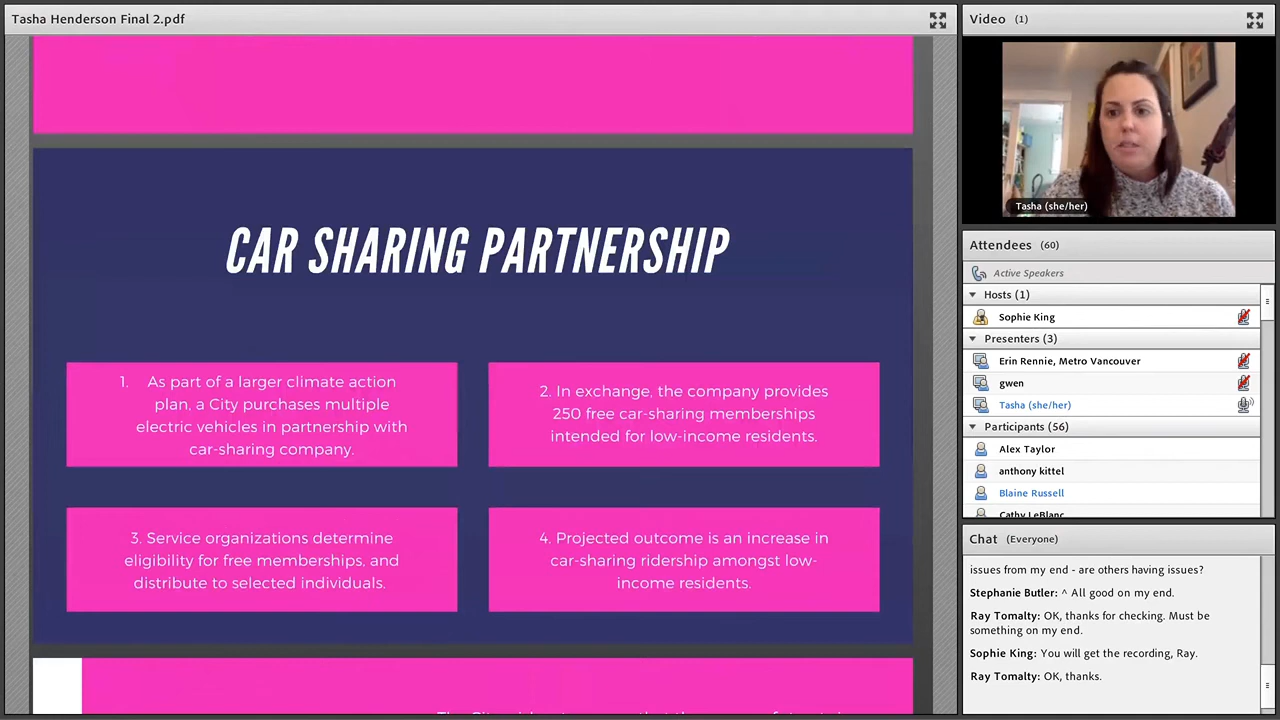 Tasha Henderson Final 2.pdf
CAR SHARING PARTNERSHIP
1. As part of a larger climate action
plan, a City purchases multiple
electric vehicles in partnership with
car-sharing company.
2. In exchange, the company provides
250 free car-sharing memberships
intended for low-income residents.
3. Service organizations determine
eligibility for free memberships, and
distribute to selected individuals.
4. Projected outcome is an increase in
car-sharing ridership amongst low-
income residents.
Video (1)
Tasha (she/her)
Attendees (60)
Active Speakers
Hosts (1)
Sophie King
Presenters (3)
Erin Rennie, Metro Vancouver
gwen
Tasha (she/her)
Participants (56)
Alex Taylor
anthony kittel
Blaine Russell
Cathy LeBlanc
Chat (Everyone)
issues from my end - are others having issues?
Stephanie Butler: ^ All good on my end.
Ray Tomalty: OK, thanks for checking. Must be
something on my end.
Sophie King: You will get the recording, Ray.
Ray Tomalty: OK, thanks.